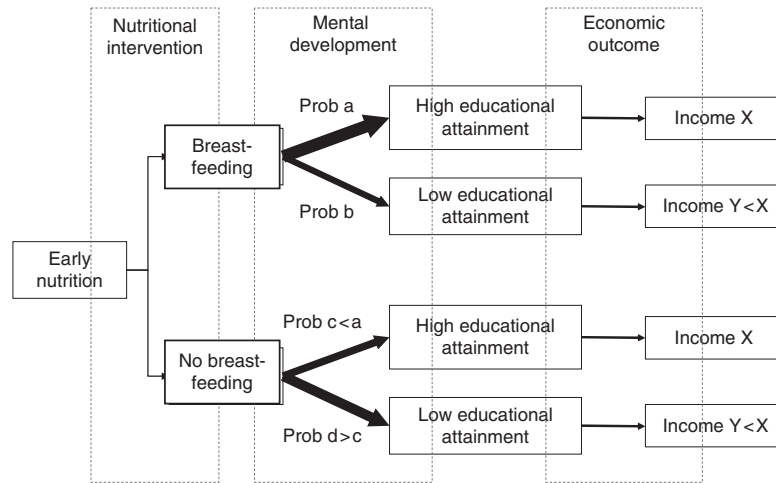 Nutritional
intervention
Mental
development
Economic
outcome
Prob a
High educational
attainment
Income X
Breast-
feeding
Prob b
Low educational
attainment
Income Y<X
Early
nutrition
Prob c<a
High educational
attainment
Income X
No breast-
feeding
Prob d>c
Low educational
attainment
Income Y<X